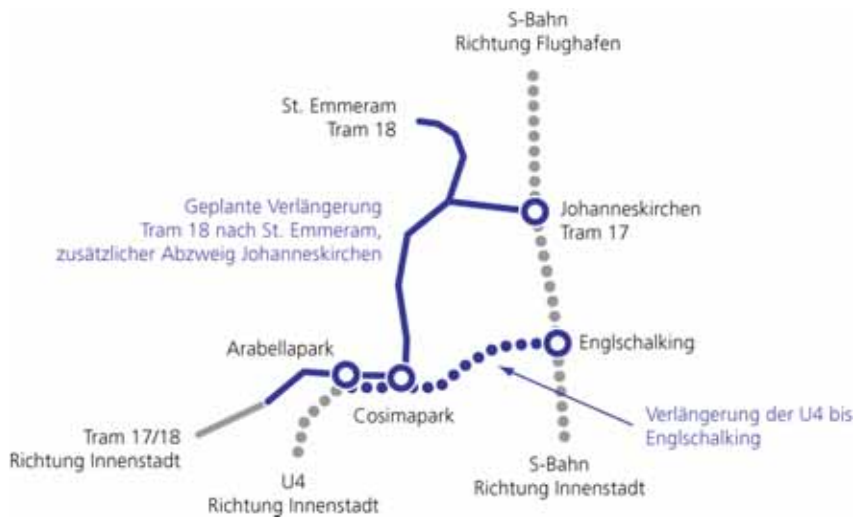 S-Bahn
Richtung Flughafen
St. Emmeram
Tram 18
Geplante Verlängerung
Tram 18 nach St. Emmeram,
zusätzlicher Abzweig Johanneskirchen
Johanneskirchen
Tram 17
Arabellapark
Englschalking
Cosimapark
Verlängerung der U4 bis
Englschalking
Tram 17/18
Richtung Innenstadt
U4
Richtung Innenstadt
S-Bahn
Richtung Innenstadt